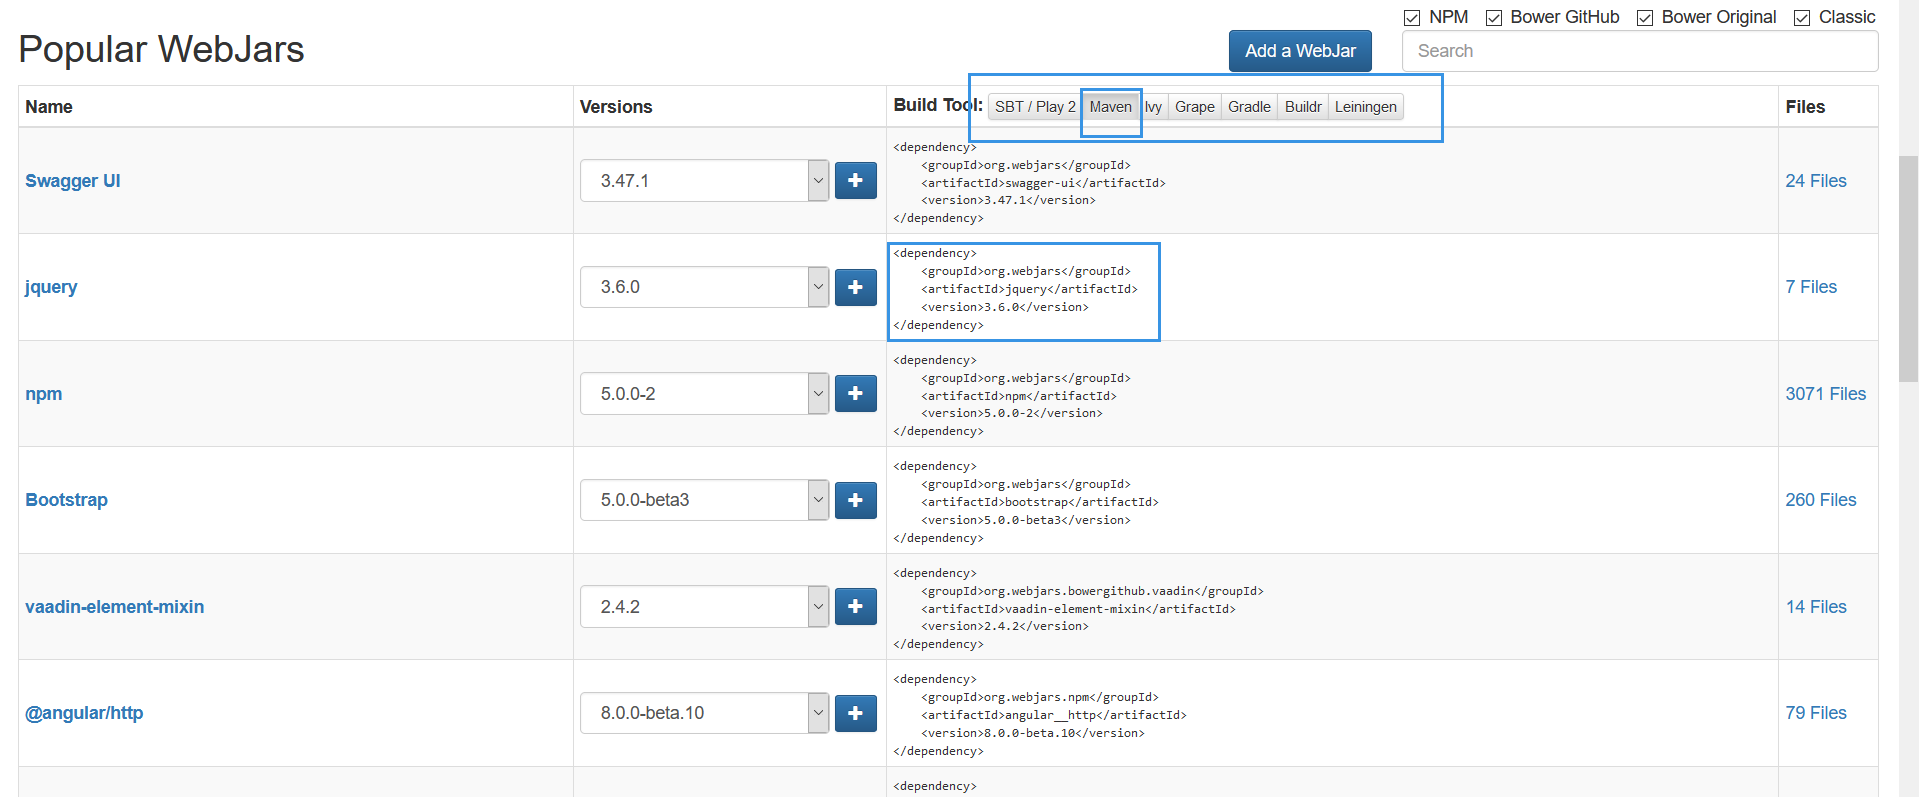 NPM Bower GitHub Bower Original Classic
Popular WebJars
Add a WebJar
Search
Name Versions Build Tool: SBT / Play 2 Maven Ivy Grape Gradle Buildr Leiningen Files
Swagger UI
3.47.1
<dependency>
    <groupId>org.webjars</groupId>
    <artifactId>swagger-ui</artifactId>
    <version>3.47.1</version>
</dependency>
24 Files
jquery
3.6.0
<dependency>
    <groupId>org.webjars</groupId>
    <artifactId>jquery</artifactId>
    <version>3.6.0</version>
</dependency>
7 Files
npm
5.0.0-2
<dependency>
    <groupId>org.webjars</groupId>
    <artifactId>npm</artifactId>
    <version>5.0.0-2</version>
</dependency>
3071 Files
Bootstrap
5.0.0-beta3
<dependency>
    <groupId>org.webjars</groupId>
    <artifactId>bootstrap</artifactId>
    <version>5.0.0-beta3</version>
</dependency>
260 Files
vaadin-element-mixin
2.4.2
<dependency>
    <groupId>org.webjars.bowergithub.vaadin</groupId>
    <artifactId>vaadin-element-mixin</artifactId>
    <version>2.4.2</version>
</dependency>
14 Files
@angular/http
8.0.0-beta.10
<dependency>
    <groupId>org.webjars.npm</groupId>
    <artifactId>angular__http</artifactId>
    <version>8.0.0-beta.10</version>
</dependency>
79 Files
<dependency>